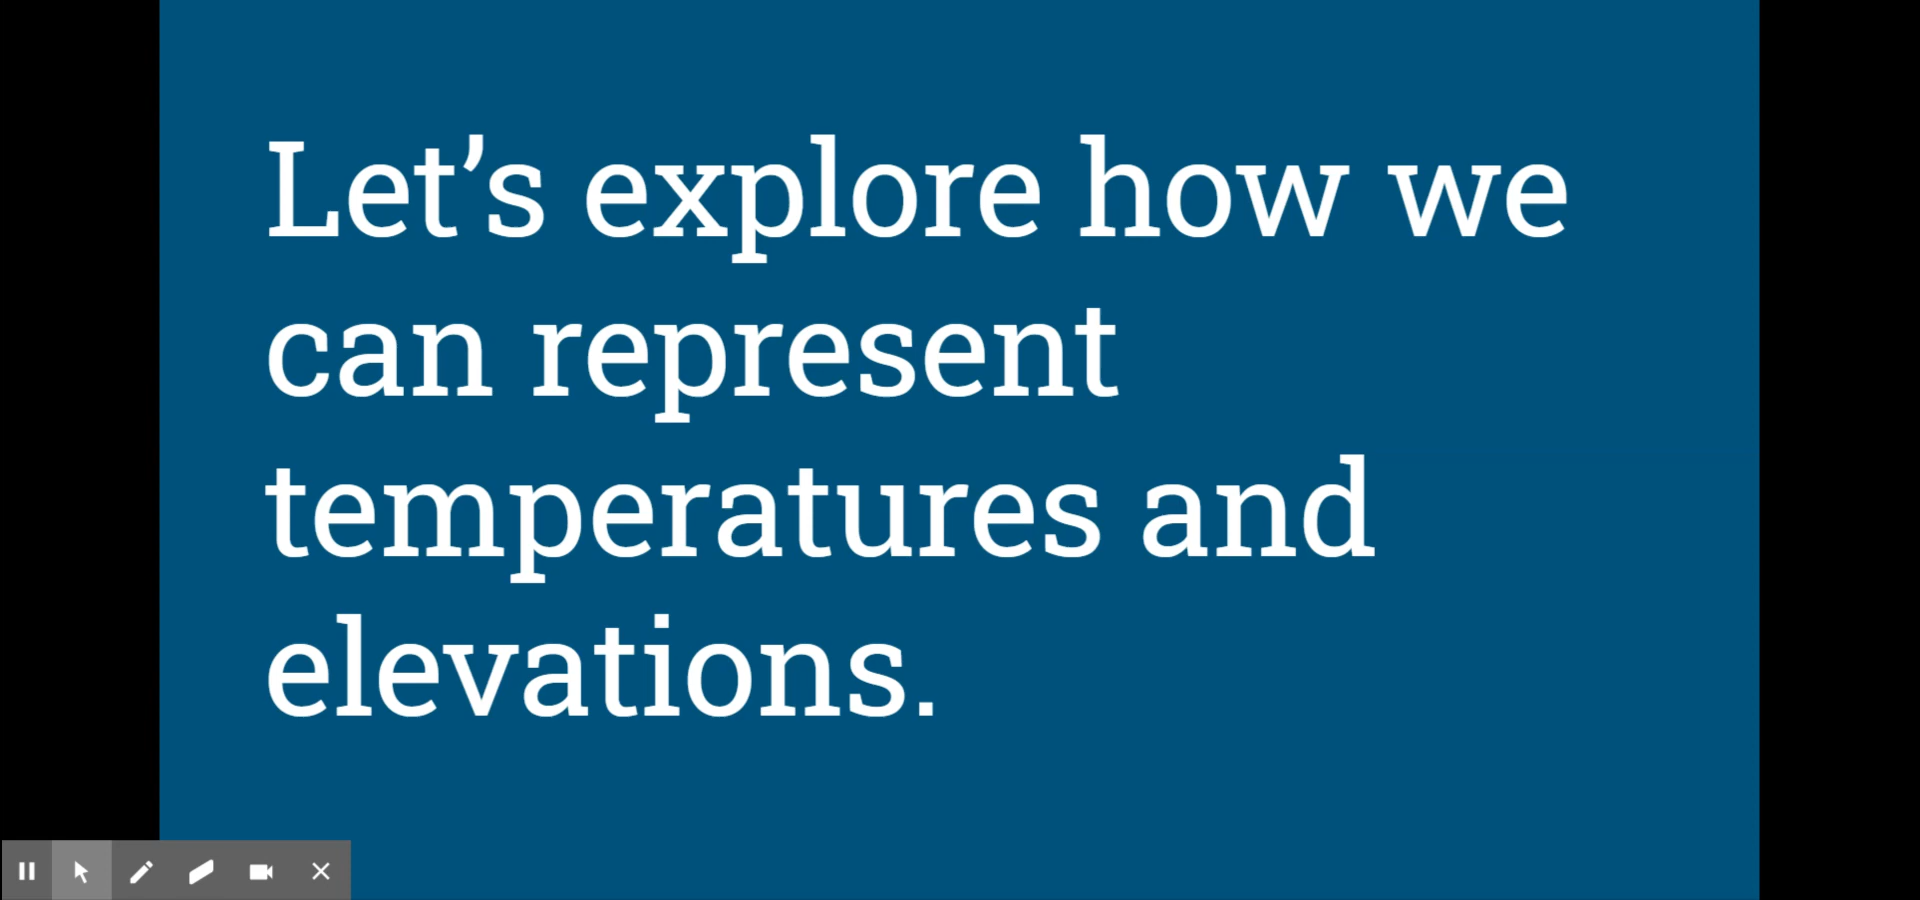 Let’s explore how we
can represent
temperatures and
elevations.